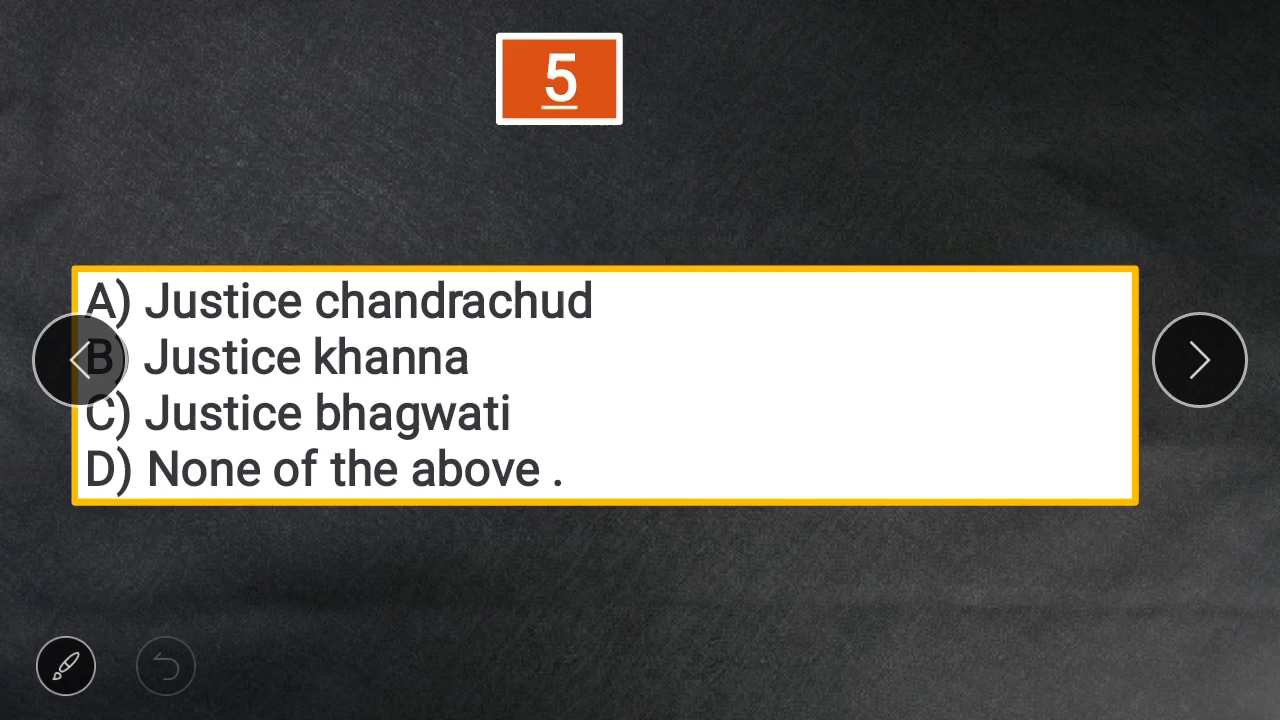 5
A) Justice chandrachud
B) Justice khanna
C) Justice bhagwati
D) None of the above .